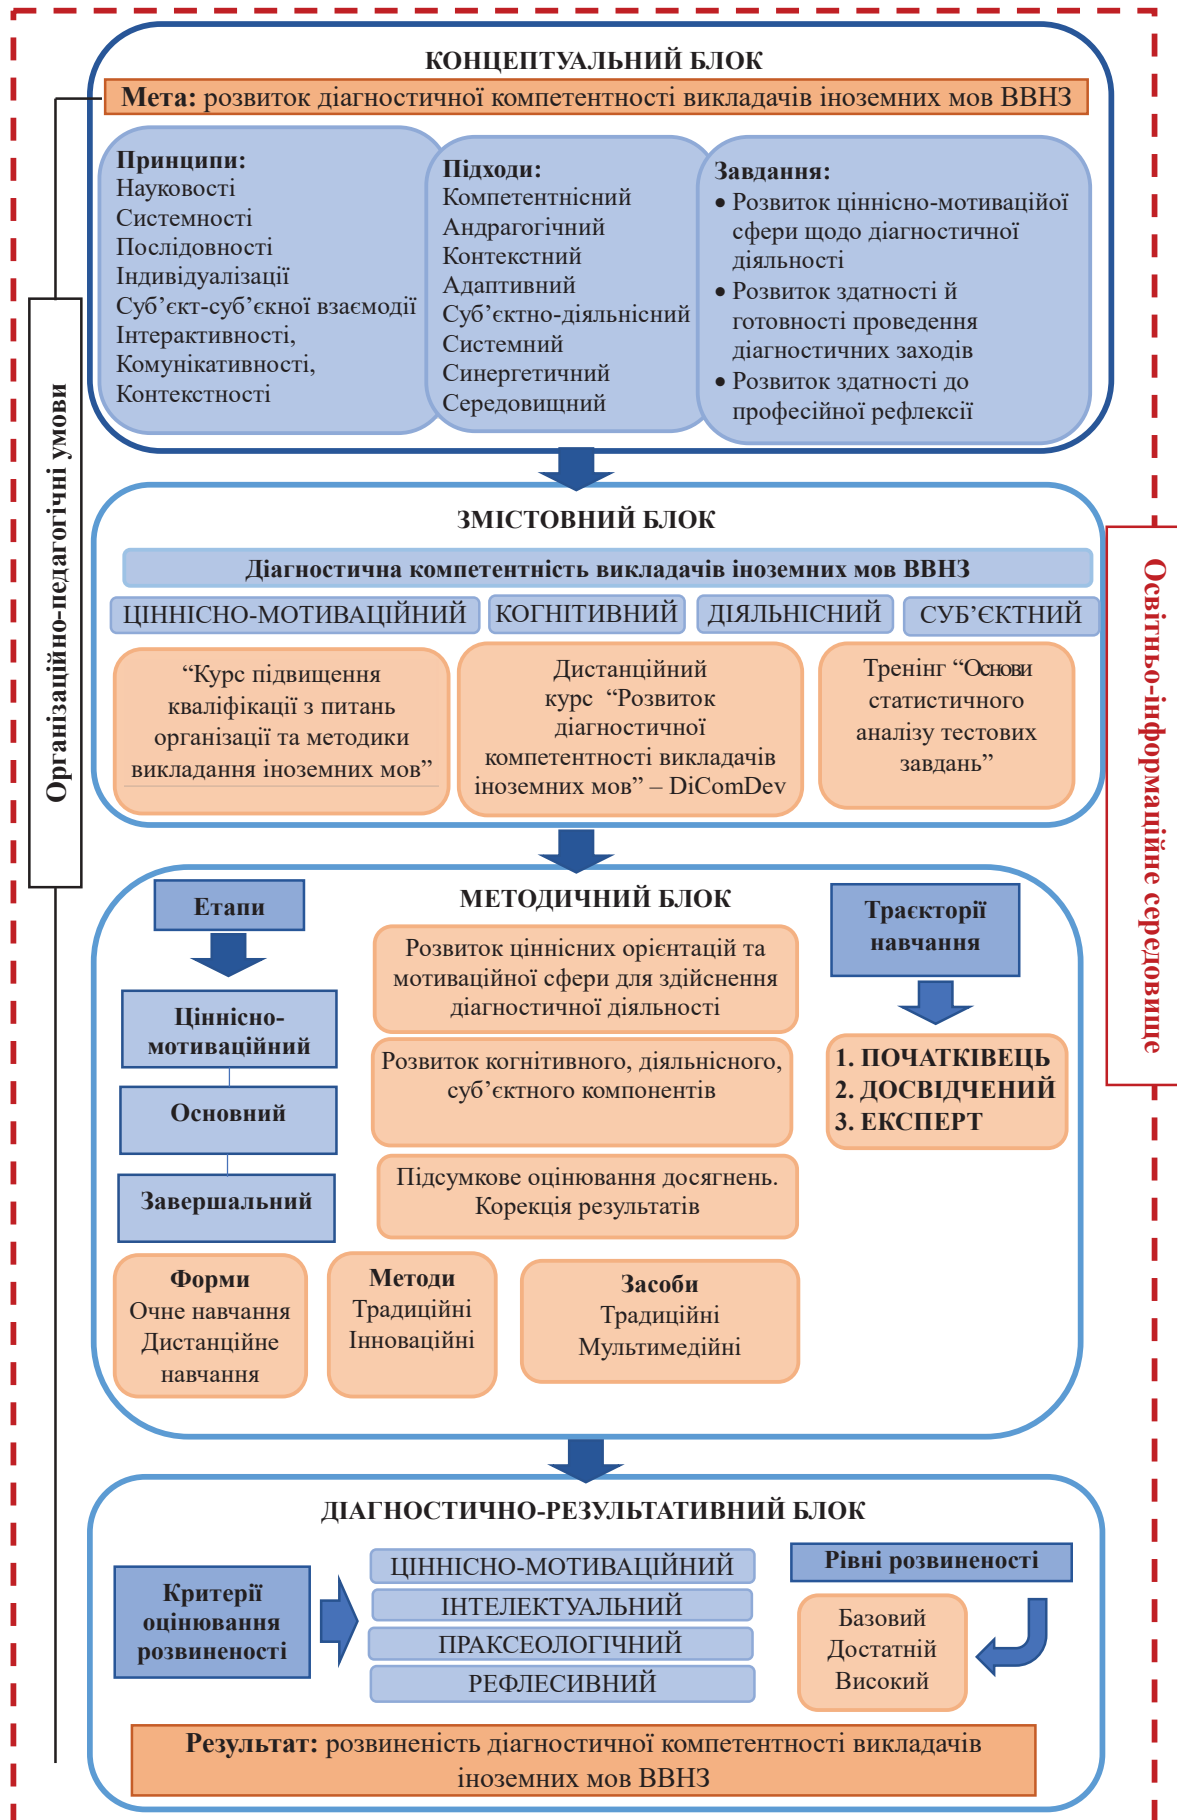 КОНЦЕПТУАЛЬНИЙ БЛОК
Мета: розвиток діагностичної компетентності викладачів іноземних мов ВВНЗ
Принципи:
Науковості
Системності
Послідовності
Індивідуалізації
Суб’єкт-суб’єкної взаємодії
Інтерактивності,
Комунікативності,
Контекстності
Підходи:
Компетентнісний
Андрагогічний
Контекстний
Адаптивний
Суб’єктно-діяльнісний
Системний
Синергетичний
Середовищний
Завдання:
• Розвиток ціннісно-мотиваційої
сфери щодо діагностичної
діяльності
• Розвиток здатності й
готовності проведення
діагностичних заходів
• Розвиток здатності до
професійної рефлексії
Організаційно-педагогічні умови
ЗМІСТОВНИЙ БЛОК
Діагностична компетентність викладачів іноземних мов ВВНЗ
ЦІННІСНО-МОТИВАЦІЙНИЙ
КОГНІТИВНИЙ
ДІЯЛЬНІСНИЙ
СУБ’ЄКТНИЙ
“Курс підвищення
кваліфікації з питань
організації та методики
викладання іноземних мов”
Дистанційний
курс “Розвиток
діагностичної
компетентності викладачів
іноземних мов” – DiComDev
Тренінг “Основи
статистичного
аналізу тестових
завдань”
Освітньо-інформаційне середовище
МЕТОДИЧНИЙ БЛОК
Етапи
Ціннісно-
мотиваційний
Основний
Завершальний
Розвиток ціннісних орієнтацій та
мотиваційної сфери для здійснення
діагностичної діяльності
Розвиток когнітивного, діяльнісного,
суб’єктного компонентів
Підсумкове оцінювання досягнень.
Корекція результатів
Траєкторії
навчання
1. ПОЧАТКІВЕЦЬ
2. ДОСВІДЧЕНИЙ
3. ЕКСПЕРТ
Форми
Очне навчання
Дистанційне
навчання
Методи
Традиційні
Інноваційні
Засоби
Традиційні
Мультимедійні
ДІАГНОСТИЧНО-РЕЗУЛЬТАТИВНИЙ БЛОК
Критерії
оцінювання
розвиненості
ЦІННІСНО-МОТИВАЦІЙНИЙ
ІНТЕЛЕКТУАЛЬНИЙ
ПРАКСЕОЛОГІЧНИЙ
РЕФЛЕСИВНИЙ
Рівні розвиненості
Базовий
Достатній
Високий
Результат: розвиненість діагностичної компетентності викладачів
іноземних мов ВВНЗ